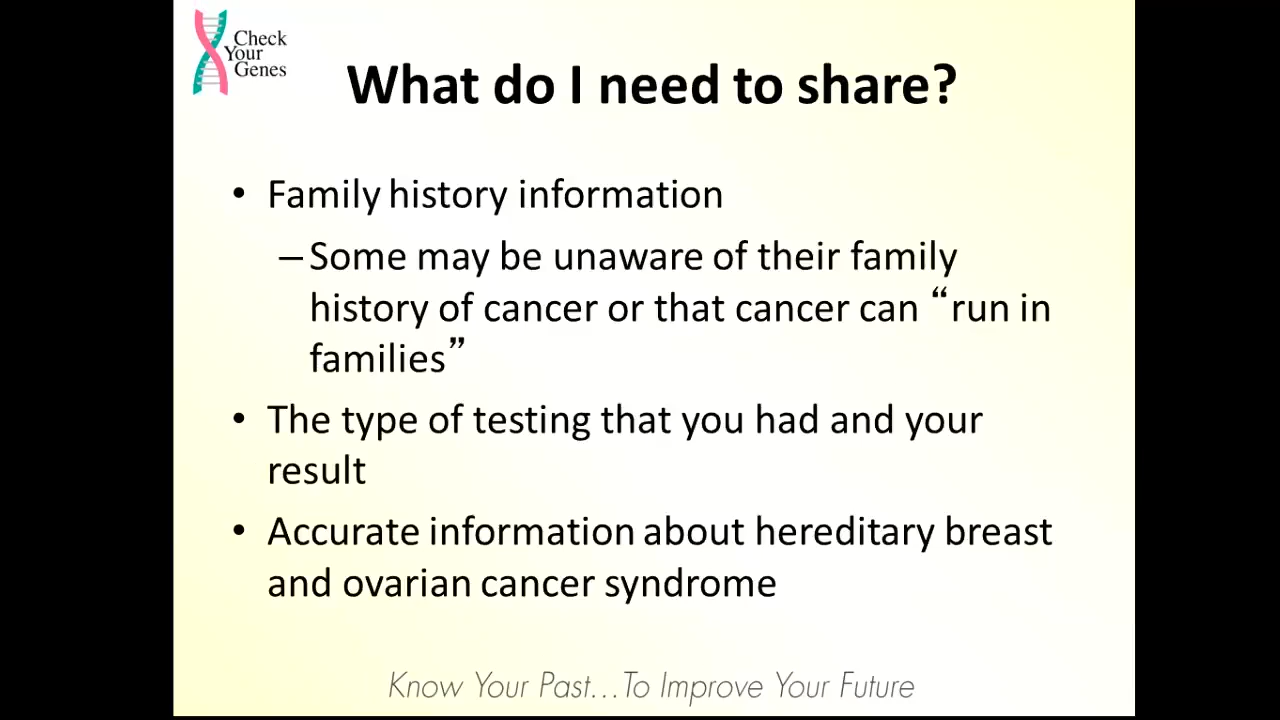 Check
Your
Genes
What do I need to share?
• Family history information
– Some may be unaware of their family
history of cancer or that cancer can “run in
families”
• The type of testing that you had and your
result
• Accurate information about hereditary breast
and ovarian cancer syndrome
Know Your Past...To Improve Your Future